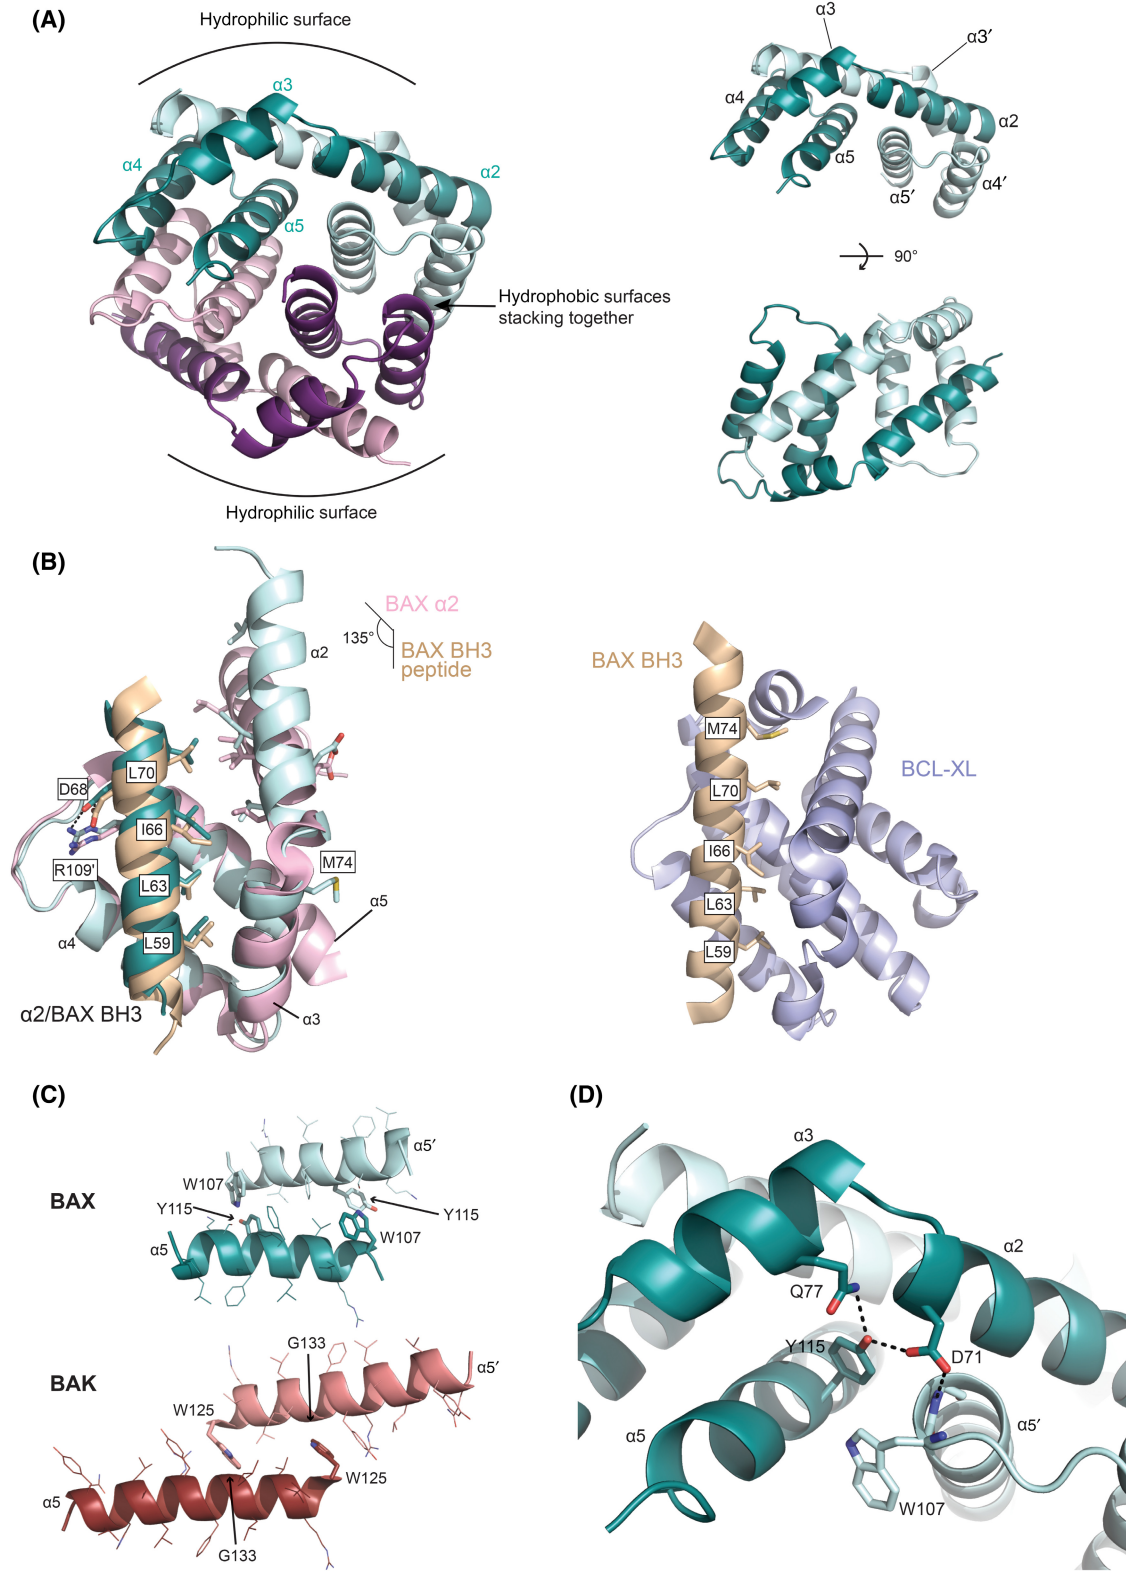 (A)
Hydrophilic surface
α3
α4
α2
α5
Hydrophobic surfaces
stacking together
Hydrophilic surface
α3
α3′
α4
α2
α5
α5′
α4′
90°
(B)
BAX α2
135°
BAX BH3
peptide
α2
L70
D68
I66
R109'
L63
M74
α5
α4
L59
α2/BAX BH3
α3
BAX BH3
M74
BCL-XL
L70
I66
L63
L59
(C)
BAX
α5′
W107
Y115
Y115
W107
α5
BAK
G133
α5′
W125
W125
α5
G133
(D)
α3
α2
Q77
Y115
D71
α5
α5′
W107